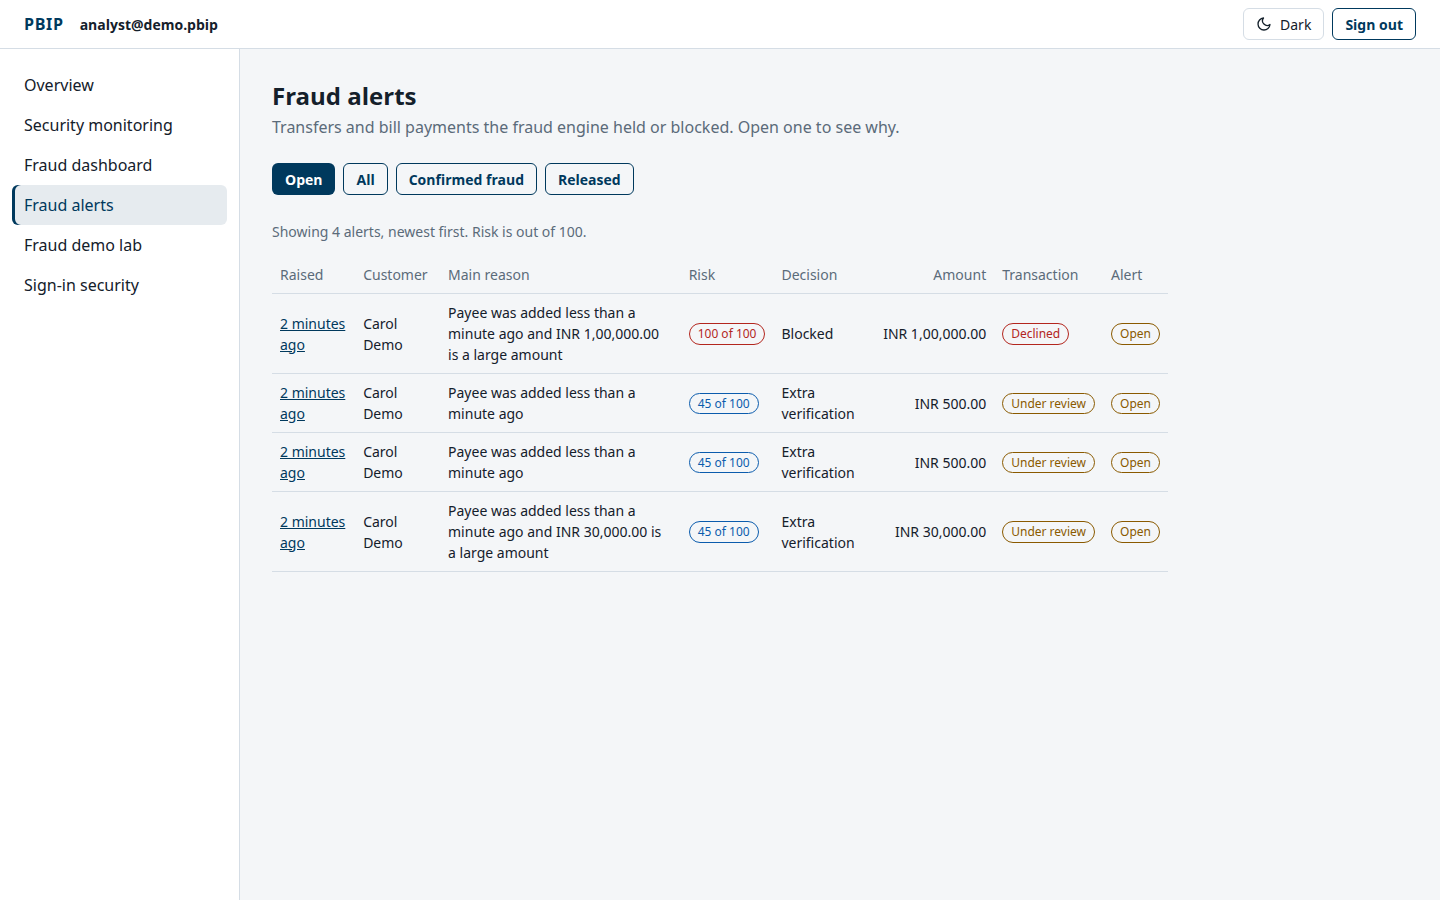 PBIP analyst@demo.pbip Dark Sign out
Overview
Security monitoring
Fraud dashboard
Fraud alerts
Fraud demo lab
Sign-in security
Fraud alerts
Transfers and bill payments the fraud engine held or blocked. Open one to see why.
Open All Confirmed fraud Released
Showing 4 alerts, newest first. Risk is out of 100.
Raised Customer Main reason Risk Decision Amount Transaction Alert
2 minutes ago Carol Demo Payee was added less than a minute ago and INR 1,00,000.00 is a large amount 100 of 100 Blocked INR 1,00,000.00 Declined Open
2 minutes ago Carol Demo Payee was added less than a minute ago 45 of 100 Extra verification INR 500.00 Under review Open
2 minutes ago Carol Demo Payee was added less than a minute ago 45 of 100 Extra verification INR 500.00 Under review Open
2 minutes ago Carol Demo Payee was added less than a minute ago and INR 30,000.00 is a large amount 45 of 100 Extra verification INR 30,000.00 Under review Open